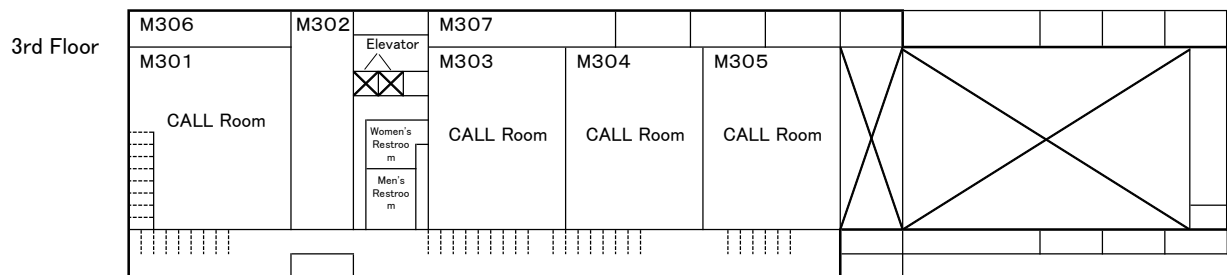 3rd Floor
M306
M302
M307
Elevator
M301
M303
M304
M305
CALL Room
CALL Room
CALL Room
CALL Room
Women's
Restroo
m
Men's
Restroo
m